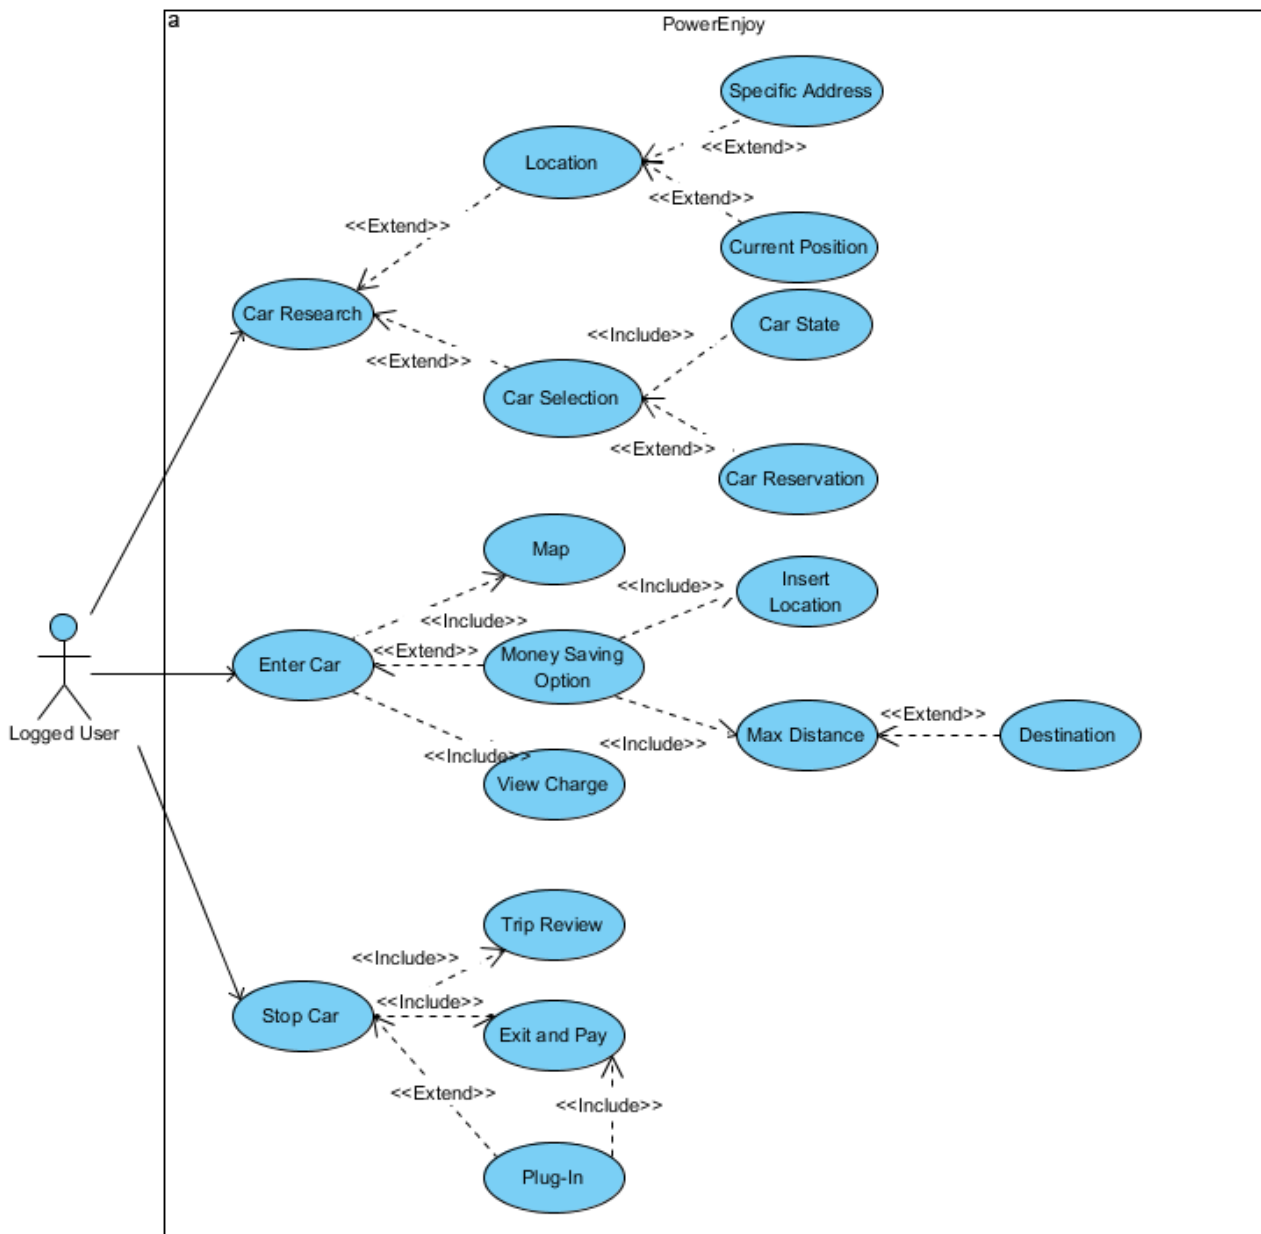 a
PowerEnjoy
Specific Address
<<Extend>>
Location
<<Extend>>
<<Extend>>
Current Position
Car Research
Car State
<<Include>>
<<Extend>>
Car Selection
<<Extend>>
Car Reservation
Map
Insert
Location
<<Include>>
<<Include>>
<<Extend>>
Enter Car
Money Saving
Option
<<Extend>>
Logged User
Max Distance
Destination
<<Include>>
<<Include>>
View Charge
Trip Review
<<Include>>
<<Include>>
Stop Car
Exit and Pay
<<Extend>>
<<Include>>
Plug-In